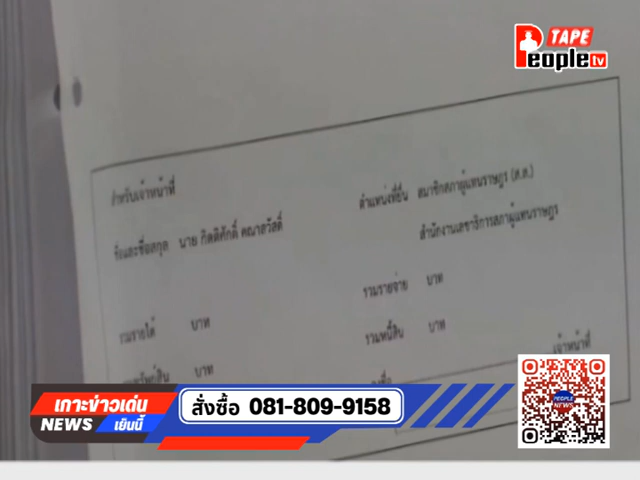 TAPE
People tv
สำหรับเจ้าหน้าที่
ชื่อและชื่อสกุล นาย กิตติศักดิ์ คณาสวัสดิ์
ตำแหน่งที่ยื่น สมาชิกสภาผู้แทนราษฎร (ส.ส.)
สำนักงานเลขาธิการสภาผู้แทนราษฎร
รวมรายได้ บาท
รวมรายจ่าย บาท
บาท
รวมหนี้สิน บาท
เจ้าหน้าที่
เกาะข่าวเด่น
NEWS เย็นนี้
สั่งซื้อ 081-809-9158
PEOPLE
NEWS